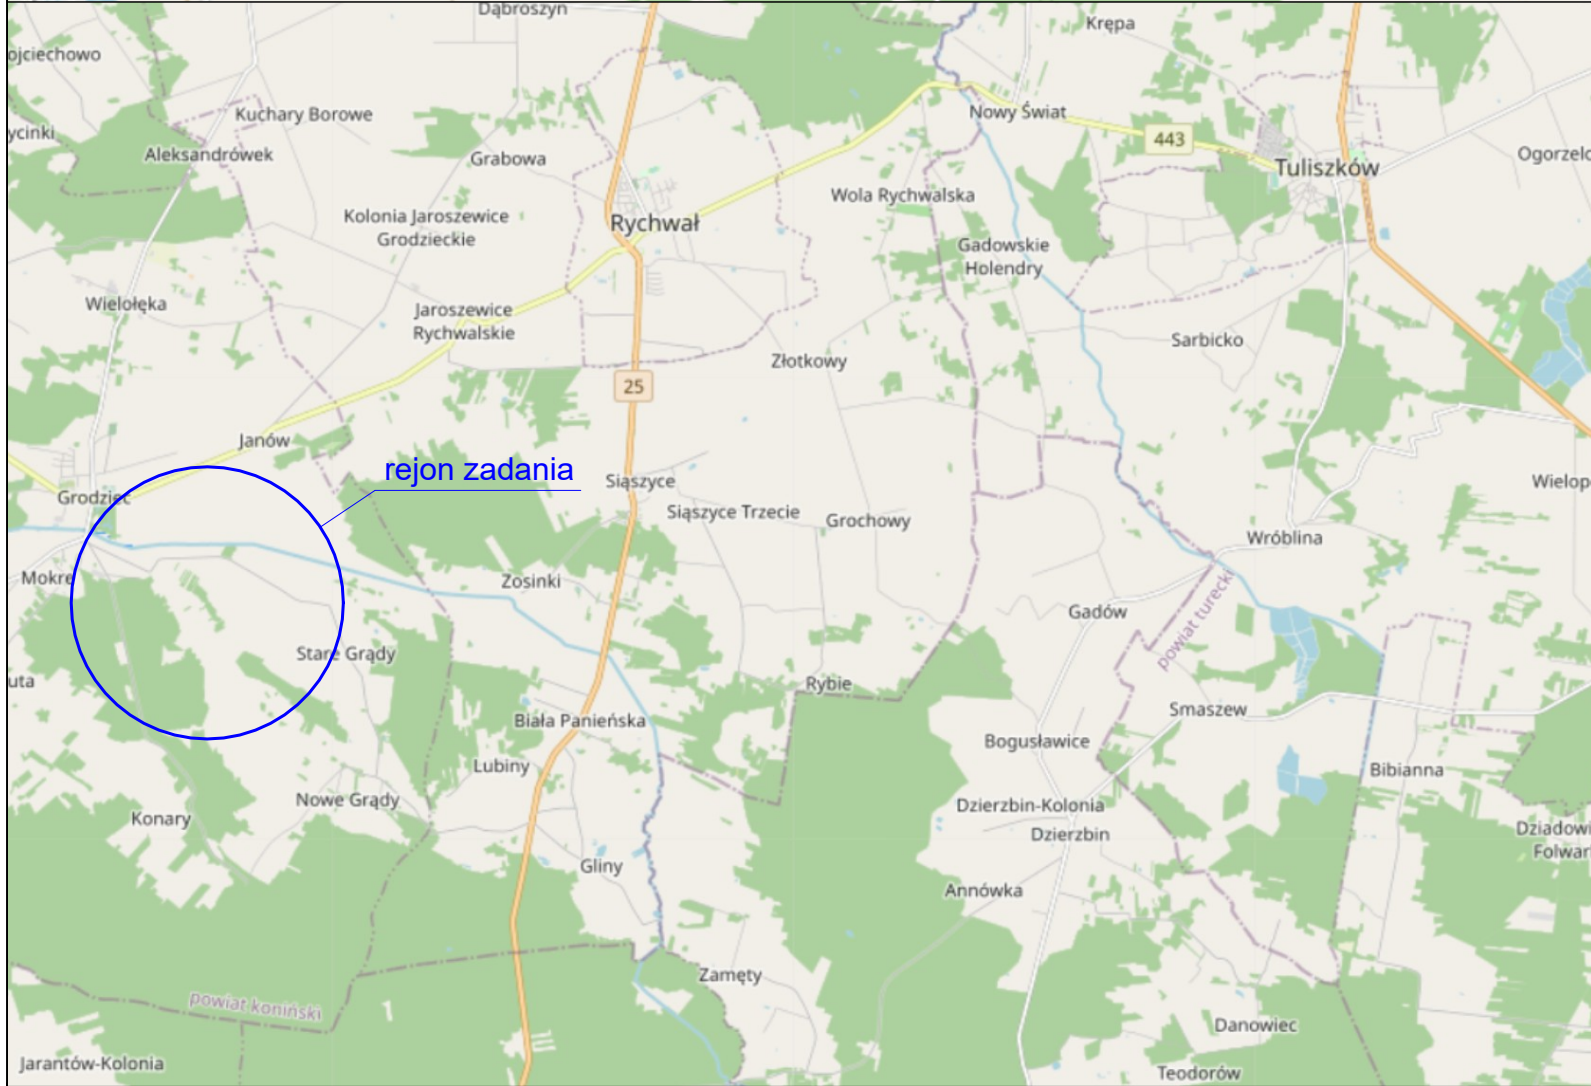 Dąbroszyn
Krępa
ojciechowo
Kuchary Borowe
Nowy Świat
ycinki
443
Aleksandrówek
Grabowa
Tuliszków
Ogorzelc
Wola Rychwalska
Kolonia Jaroszewice
Grodzieckie
Rychwał
Gadowskie
Holendry
Wielołęka
Jaroszewice
Rychwalskie
Sarbicko
Złotkowy
25
Janów
rejon zadania
Siąszyce
Wielop
Grodziec
Siąszyce Trzecie
Grochowy
Wróblina
Mokre
Zosinki
Gadów
powiat turecki
Stare Grądy
uta
Rybie
Smaszew
Biała Panieńska
Bogusławice
Lubiny
Bibianna
Nowe Grądy
Dzierzbin-Kolonia
Konary
Dzierzbin
Dziadowi
Folwar
Gliny
Annówka
Zamęty
powiat koniński
Danowiec
Jarantów-Kolonia
Teodorów